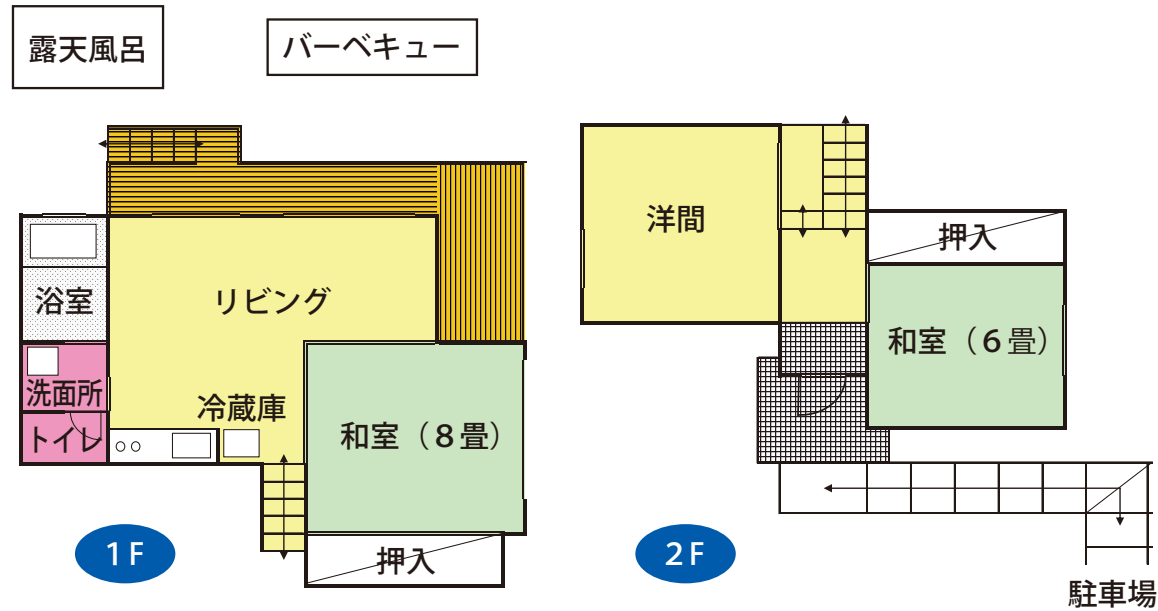 露天風呂
バーベキュー
浴室
リビング
洗面所
冷蔵庫
トイレ
和室（８畳）
押入
１F
洋間
押入
和室（６畳）
２F
駐車場